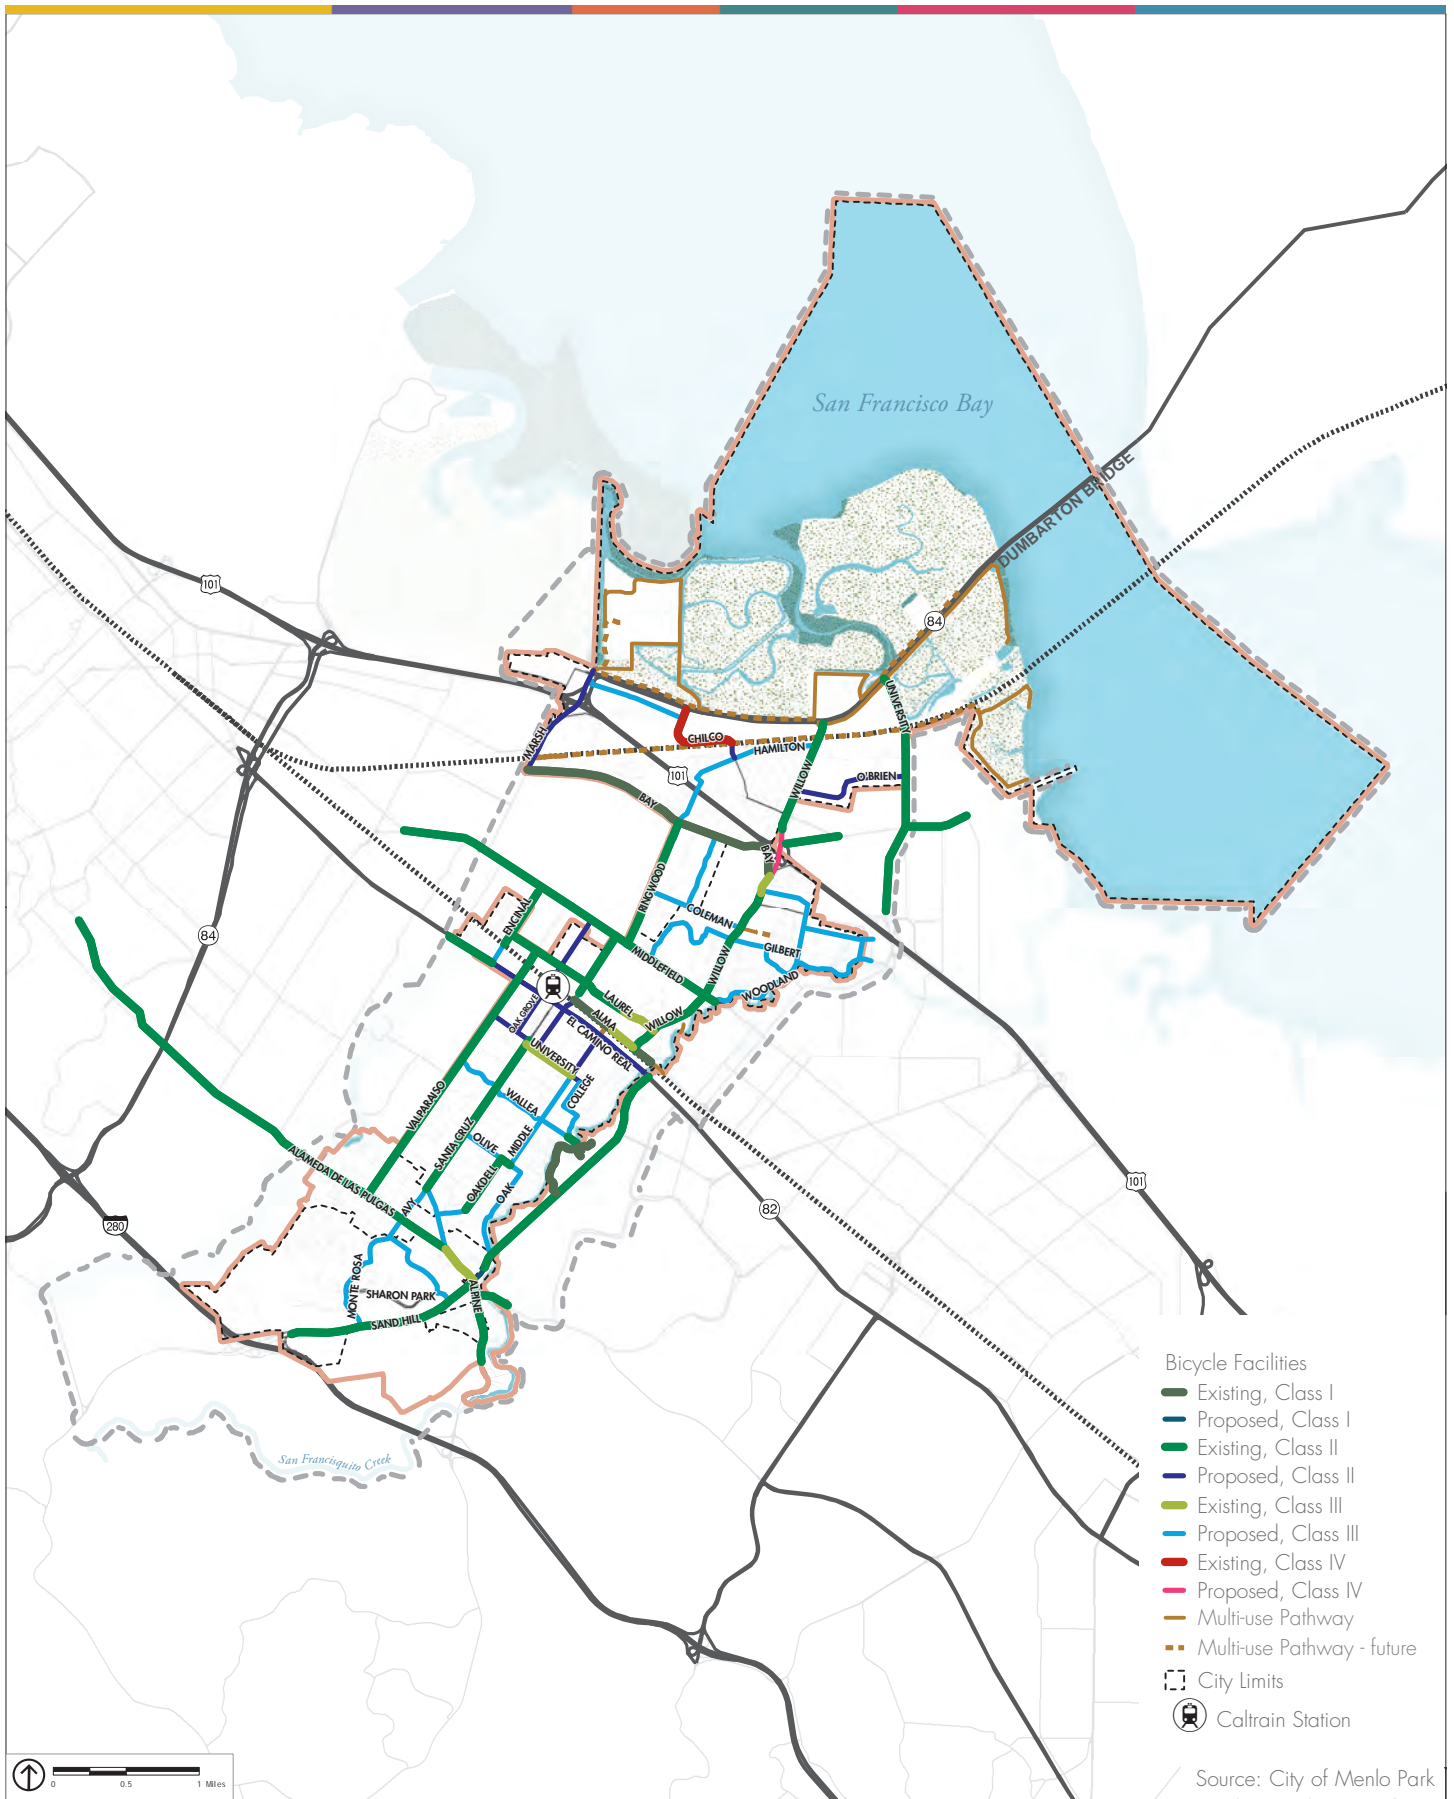 San Francisco Bay
DUMBARTON BRIDGE
101
84
UNIVERSITY
MARSH
CHILCO
HAMILTON
101
WILLOW
O'BRIEN
BAY
BAY
RINGWOOD
ENCINAL
COLEMAN
84
GILBERT
MIDDLEFIELD
WILLOW
WOODLAND
LAUREL
OAK GROVE
ALMA
WILLOW
EL CAMINO REAL
UNIVERSITY
COLLEGE
WALLEA
VALPARAISO
SANTA CRUZ
OLIVE
MIDDLE
ALAMEDA DE LAS PULGAS
OAKDELL
OAK
AVY
101
82
280
MONTE ROSA
SHARON PARK
ALPINE
SAND HILL
San Francisquito Creek
Bicycle Facilities
Existing, Class I
Proposed, Class I
Existing, Class II
Proposed, Class II
Existing, Class III
Proposed, Class III
Existing, Class IV
Proposed, Class IV
Multi-use Pathway
Multi-use Pathway - future
City Limits
Caltrain Station
0 0.5 1 Miles
Source: City of Menlo Park